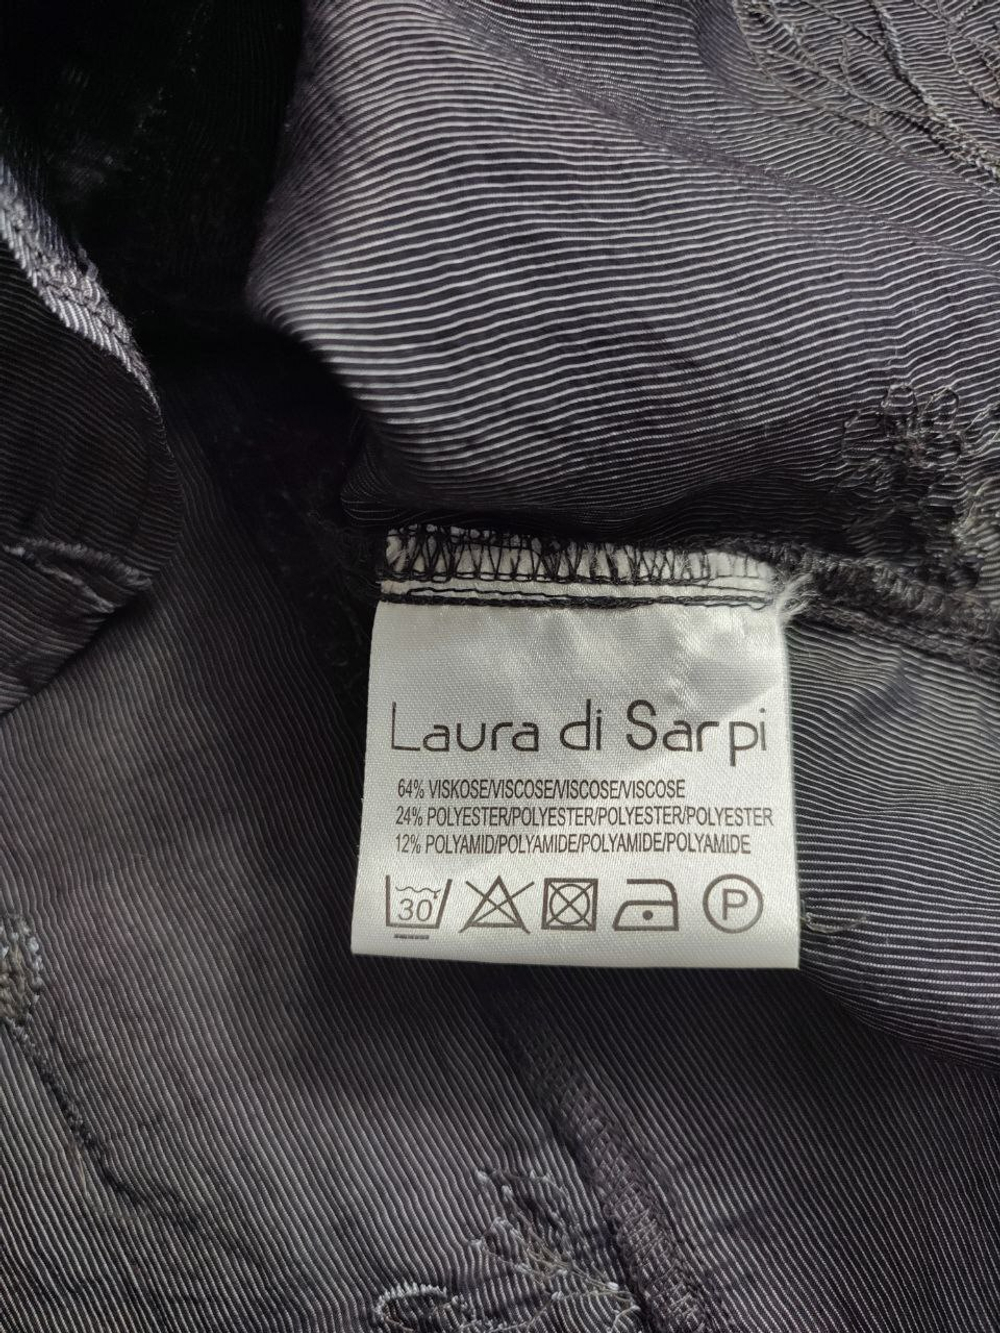 Laura di Sarpi
64% VISKOSE/VISCOSE/VISCOSE/VISCOSE
24% POLYESTER/POLYESTER/POLYESTER/POLYESTER
12% POLYAMID/POLYAMIDE/POLYAMIDE/POLYAMIDE
30 P